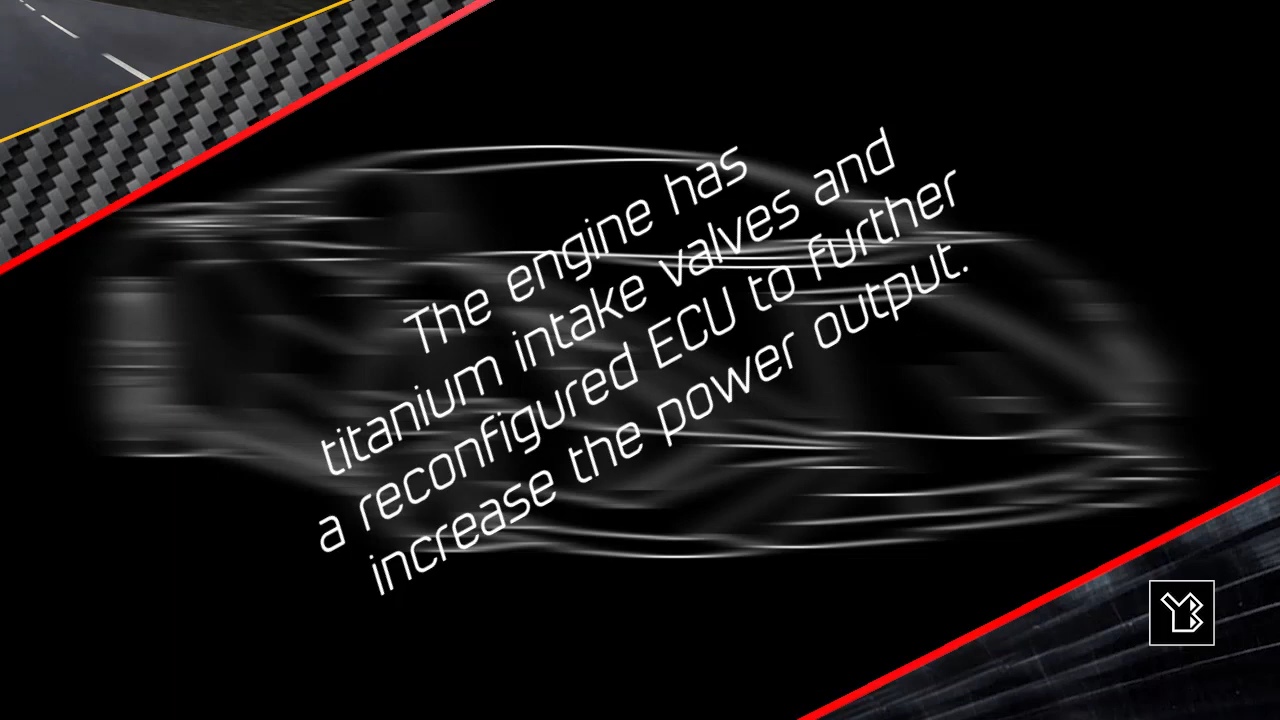 The engine has
titanium intake valves and
a reconfigured ECU to further
increase the power output.